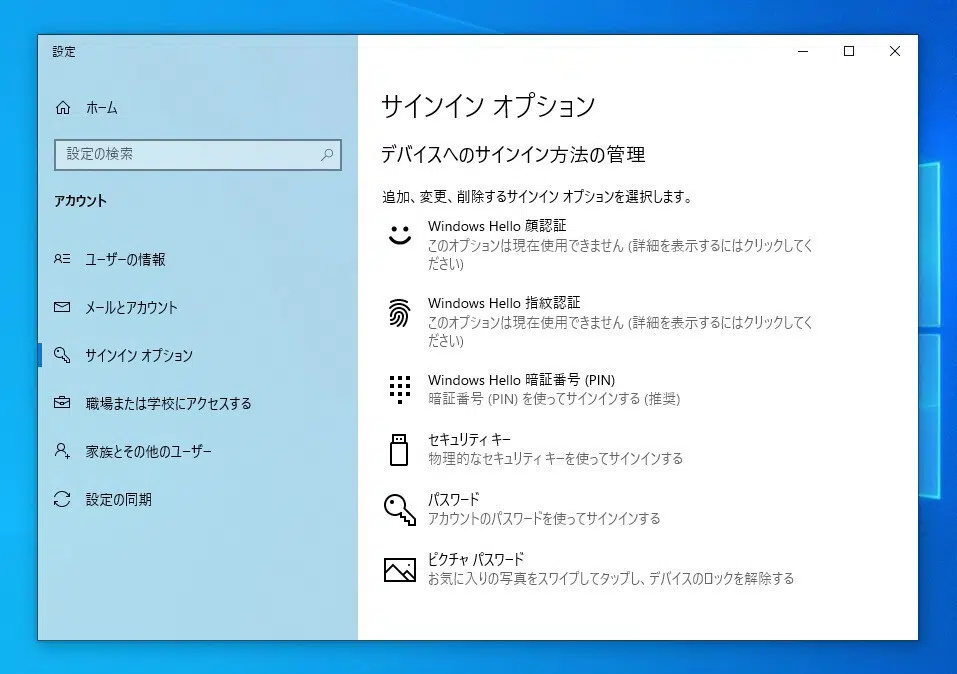 設定
ホーム
設定の検索
アカウント
ユーザーの情報
メールとアカウント
サインイン オプション
職場または学校にアクセスする
家族とその他のユーザー
設定の同期
サインイン オプション
デバイスへのサインイン方法の管理
追加、変更、削除するサインイン オプションを選択します。
Windows Hello 顔認証
このオプションは現在使用できません (詳細を表示するにはクリックしてく
ださい)
Windows Hello 指紋認証
このオプションは現在使用できません (詳細を表示するにはクリックしてく
ださい)
Windows Hello 暗証番号 (PIN)
暗証番号 (PIN) を使ってサインインする (推奨)
セキュリティ キー
物理的なセキュリティ キーを使ってサインインする
パスワード
アカウントのパスワードを使ってサインインする
ピクチャ パスワード
お気に入りの写真をスワイプしてタップし、デバイスのロックを解除する